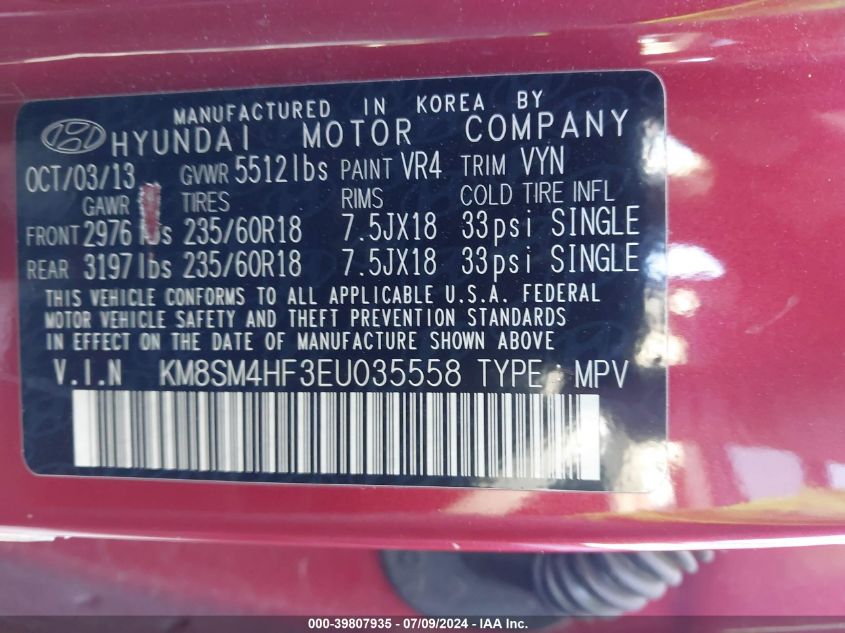 MANUFACTURED IN KOREA BY
HYUNDAI MOTOR COMPANY
OCT/03/13 GVWR 5512lbs PAINT VR4 TRIM VYN
GAWR TIRES RIMS COLD TIRE INFL
FRONT 2976 lbs 235/60R18 7.5JX18 33psi SINGLE
REAR 3197lbs 235/60R18 7.5JX18 33psi SINGLE
THIS VEHICLE CONFORMS TO ALL APPLICABLE U.S.A. FEDERAL
MOTOR VEHICLE SAFETY AND THEFT PREVENTION STANDARDS
IN EFFECT ON THE DATE OF MANUFACTURE SHOWN ABOVE
V.I.N KM8SM4HF3EU035558 TYPE : MPV
000-39807935 - 07/09/2024 - IAA Inc.